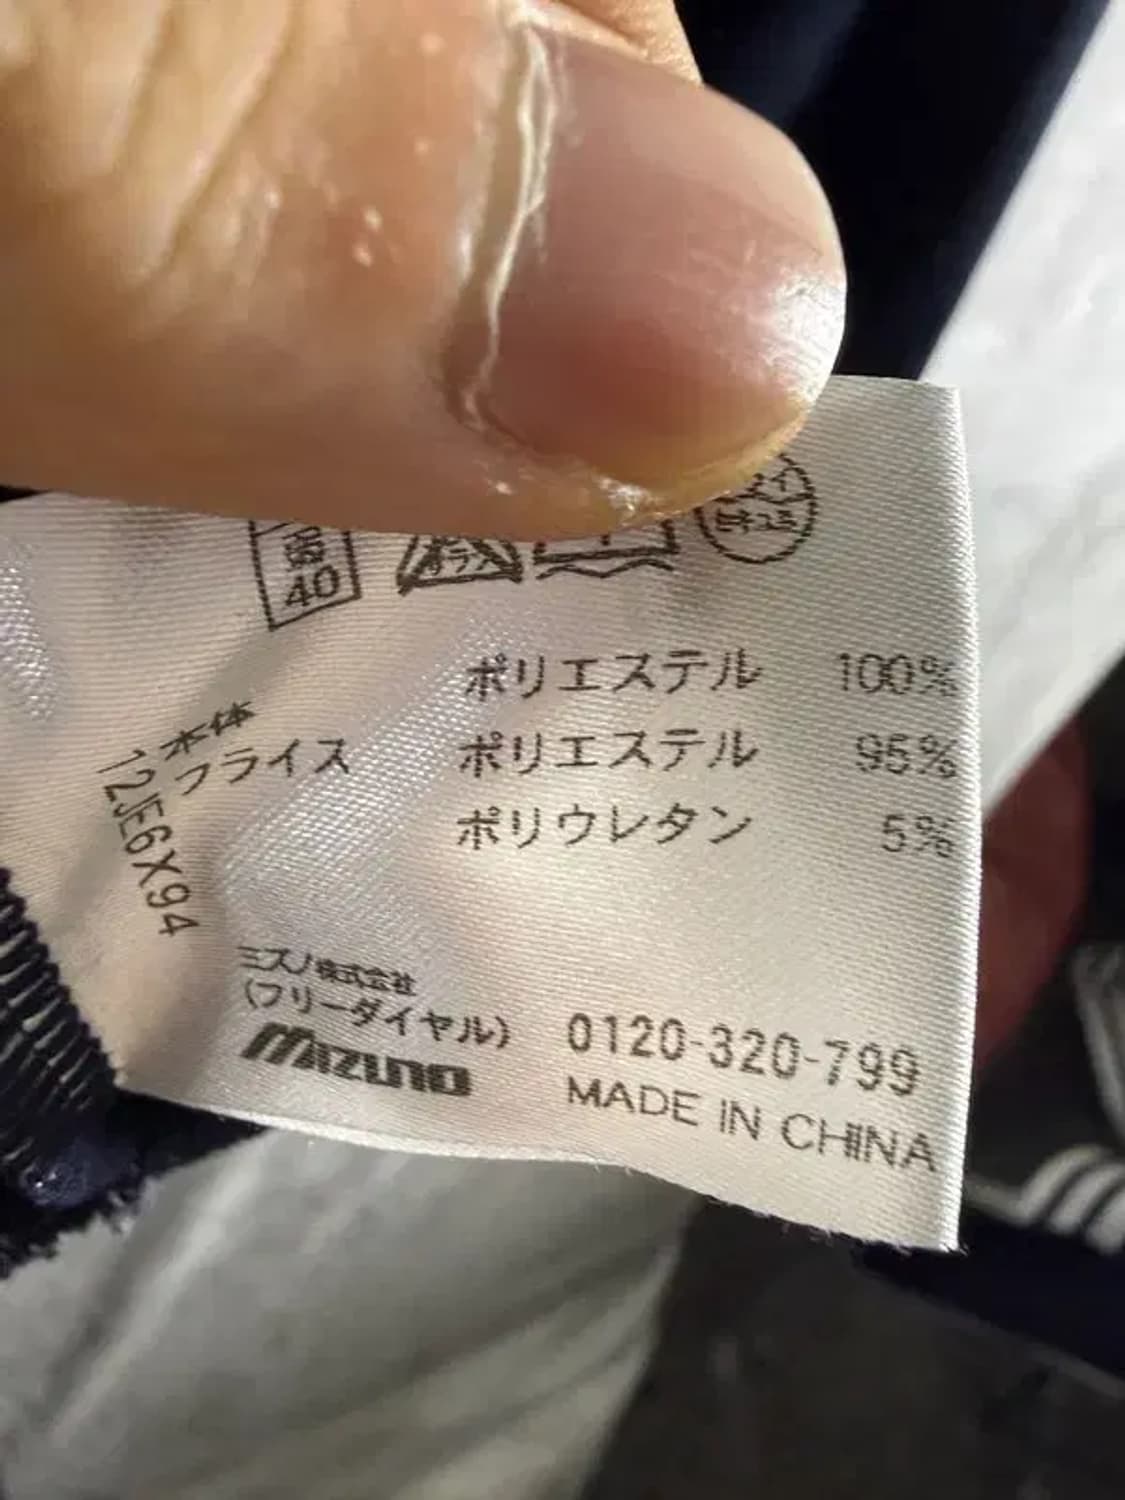 40
本体 ポリエステル 100%
フライス ポリエステル 95%
ポリウレタン 5%
12JE6X94
ミズノ株式会社
(フリーダイヤル) 0120-320-799
MIZUNO MADE IN CHINA